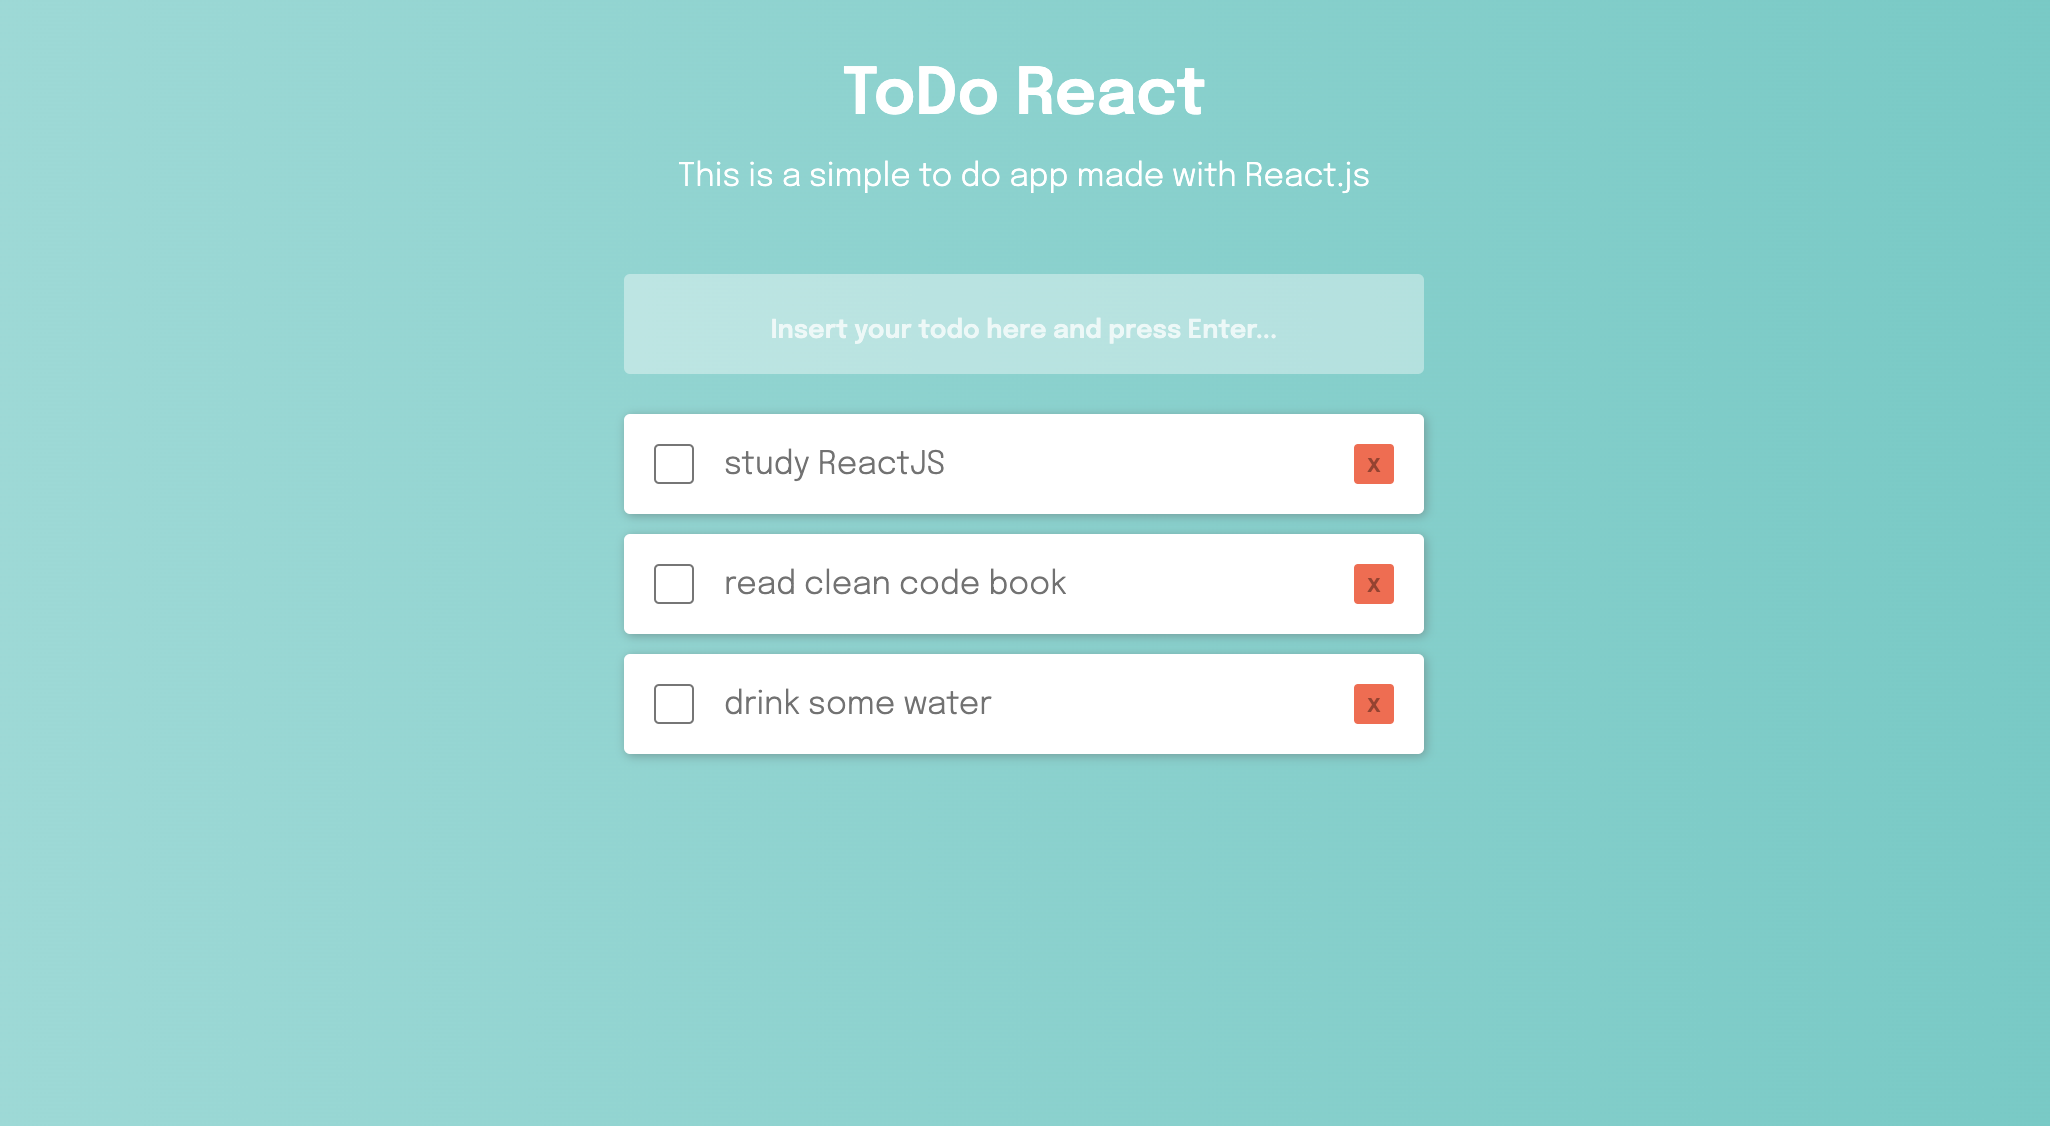 ToDo React
This is a simple to do app made with React.js
Insert your todo here and press Enter...
study ReactJS
x
read clean code book
x
drink some water
x